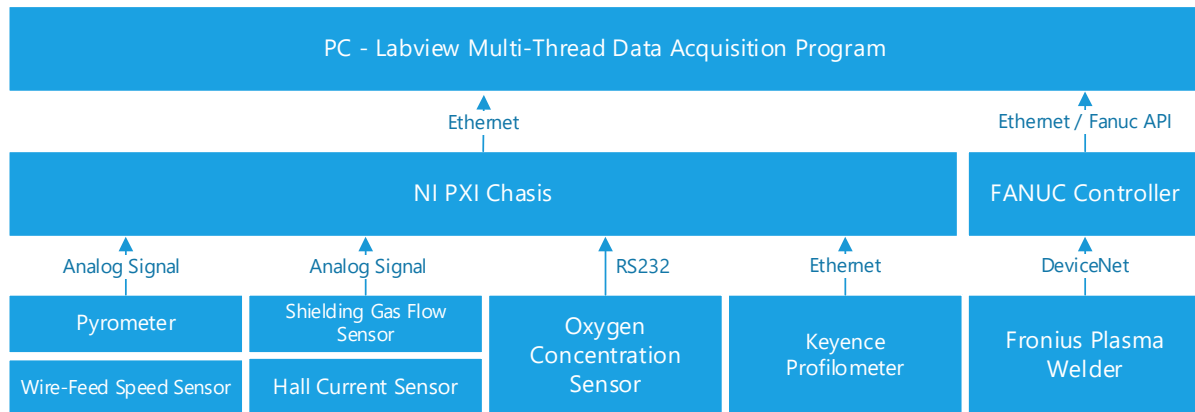 PC - Labview Multi-Thread Data Acquisition Program
Ethernet
Ethernet / Fanuc API
NI PXI Chasis
FANUC Controller
Analog Signal
Analog Signal
RS232
Ethernet
DeviceNet
Pyrometer
Wire-Feed Speed Sensor
Shielding Gas Flow
Sensor
Hall Current Sensor
Oxygen
Concentration
Sensor
Keyence
Profilometer
Fronius Plasma
Welder